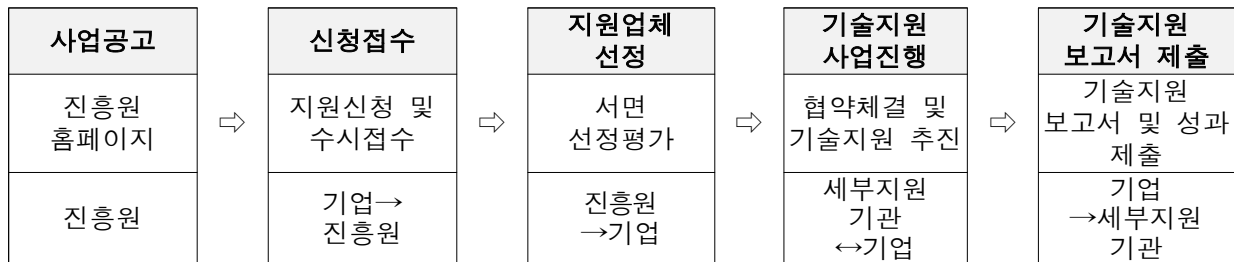 사업공고
진흥원
홈페이지
진흥원
⇨
신청접수
지원신청 및
수시접수
기업→
진흥원
⇨
지원업체
선정
서면
선정평가
진흥원
→기업
⇨
기술지원
사업진행
협약체결 및
기술지원 추진
세부지원
기관
↔기업
⇨
기술지원
보고서 제출
기술지원
보고서 및 성과
제출
기업
→세부지원
기관